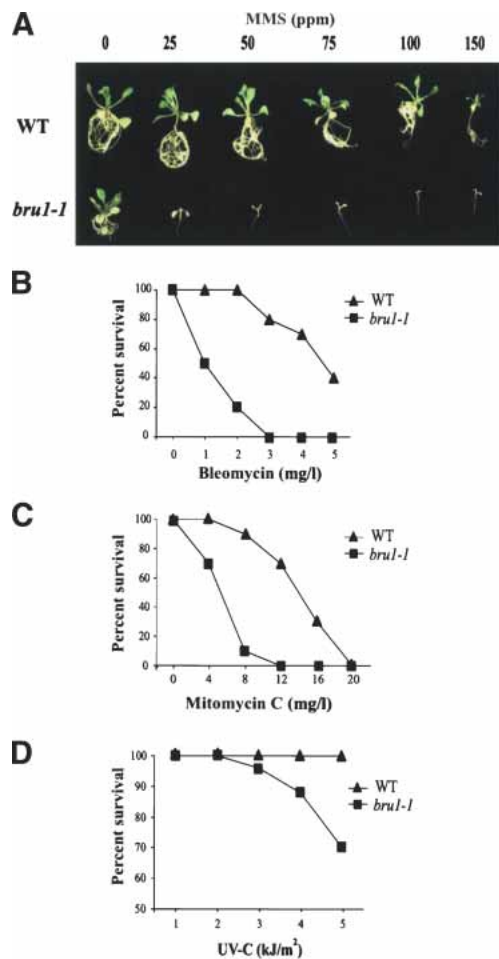 A
MMS (ppm)
0 25 50 75 100 150
WT
bru1-1
B
Percent survival
100
80
60
40
20
0
0 1 2 3 4 5
Bleomycin (mg/l)
WT
bru1-1
C
Percent survival
100
80
60
40
20
0
0 4 8 12 16 20
Mitomycin C (mg/l)
WT
bru1-1
D
Percent survival
100
90
80
70
60
50
1 2 3 4 5
UV-C (kJ/m²)
WT
bru1-1